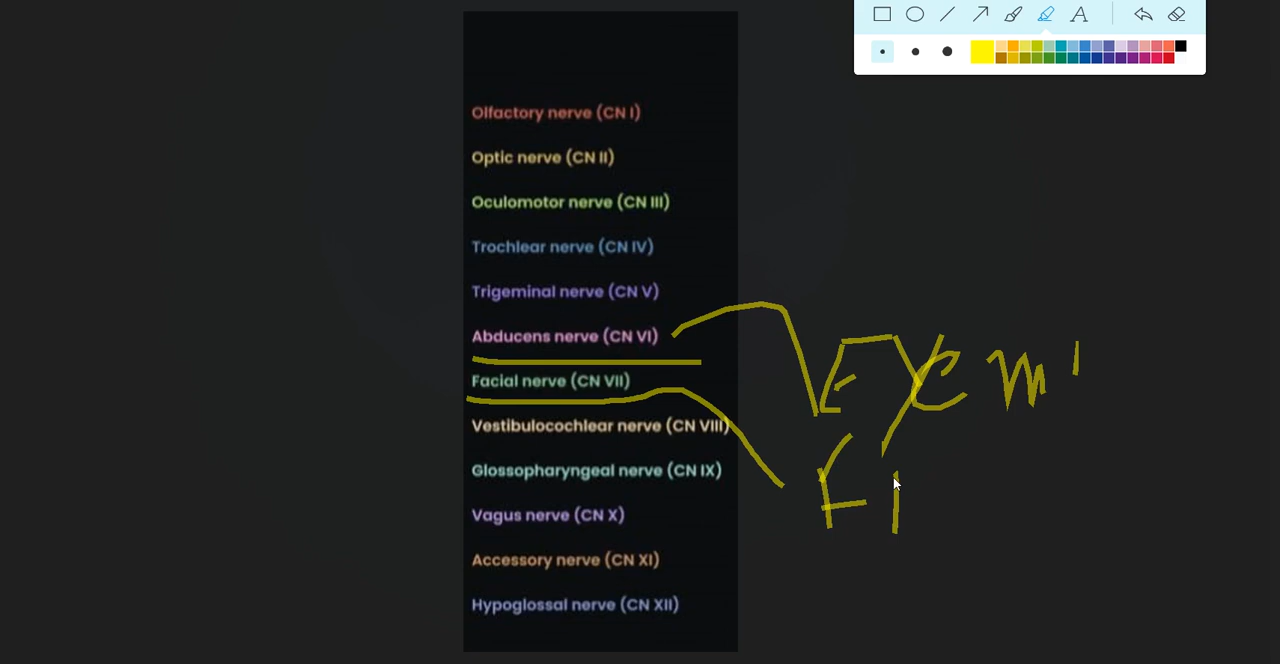 Olfactory nerve (CN I)
Optic nerve (CN II)
Oculomotor nerve (CN III)
Trochlear nerve (CN IV)
Trigeminal nerve (CN V)
Abducens nerve (CN VI)
Facial nerve (CN VII)
Vestibulocochlear nerve (CN VIII)
Glossopharyngeal nerve (CN IX)
Vagus nerve (CN X)
Accessory nerve (CN XI)
Hypoglossal nerve (CN XII)